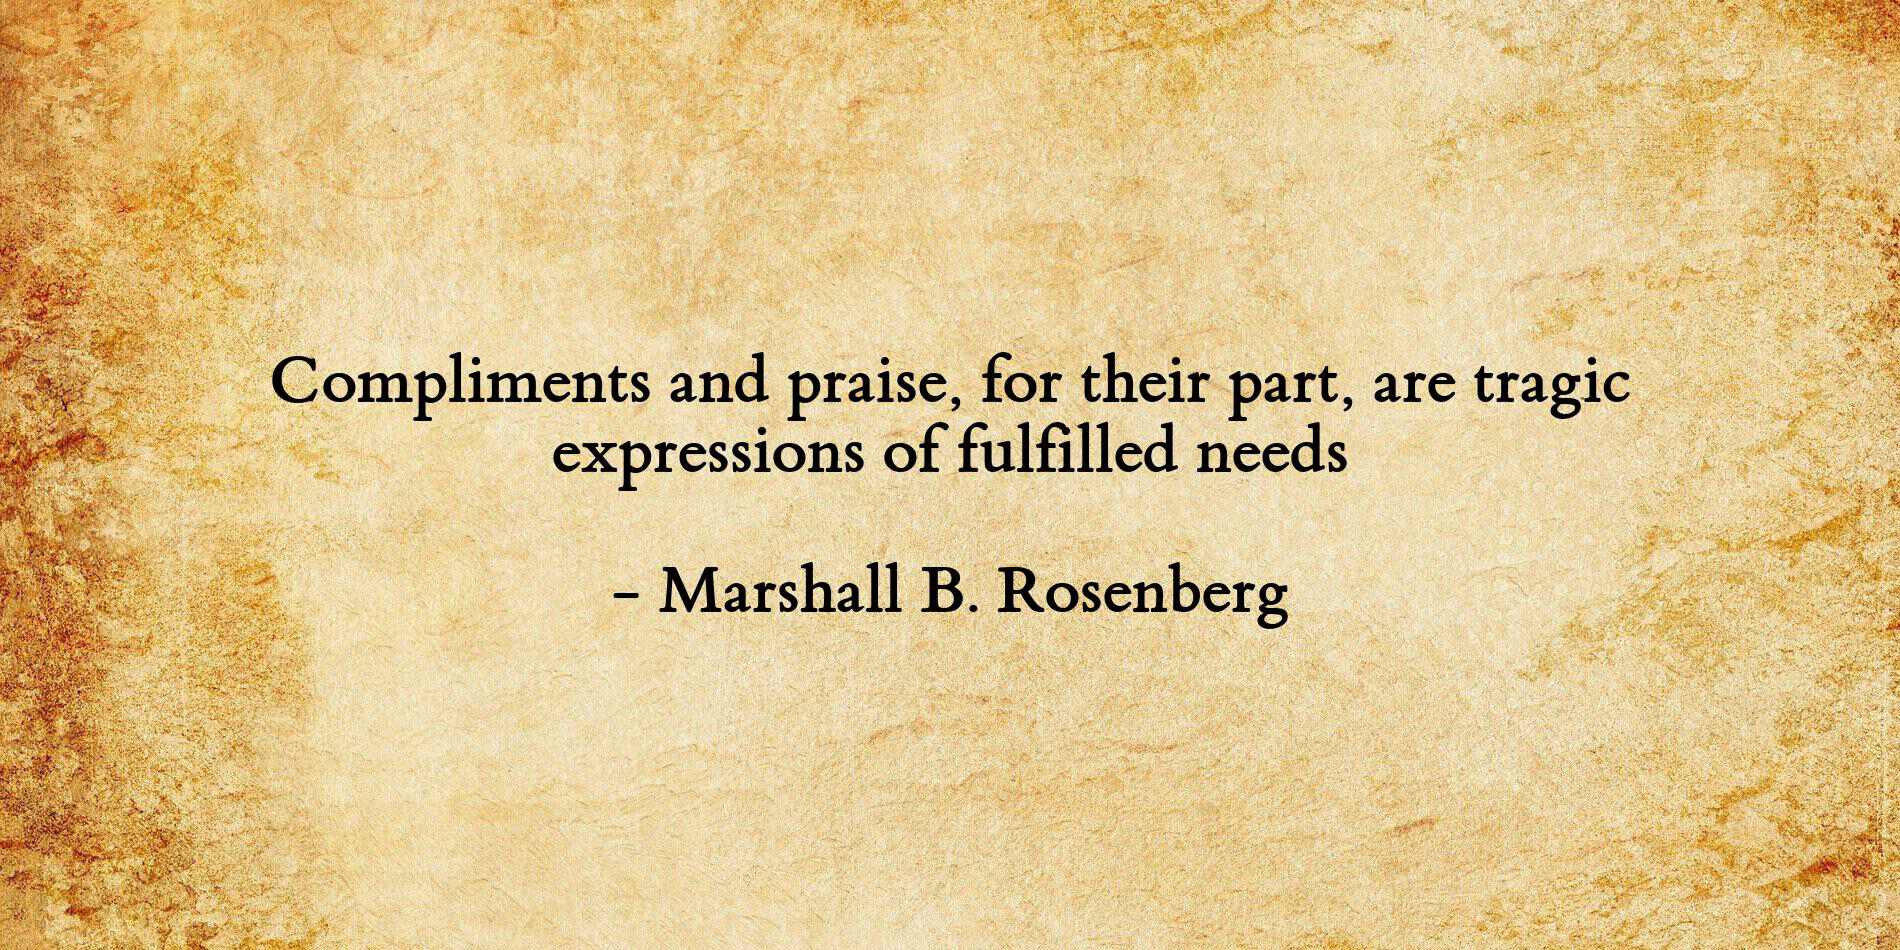 Compliments and praise, for their part, are tragic
expressions of fulfilled needs
– Marshall B. Rosenberg